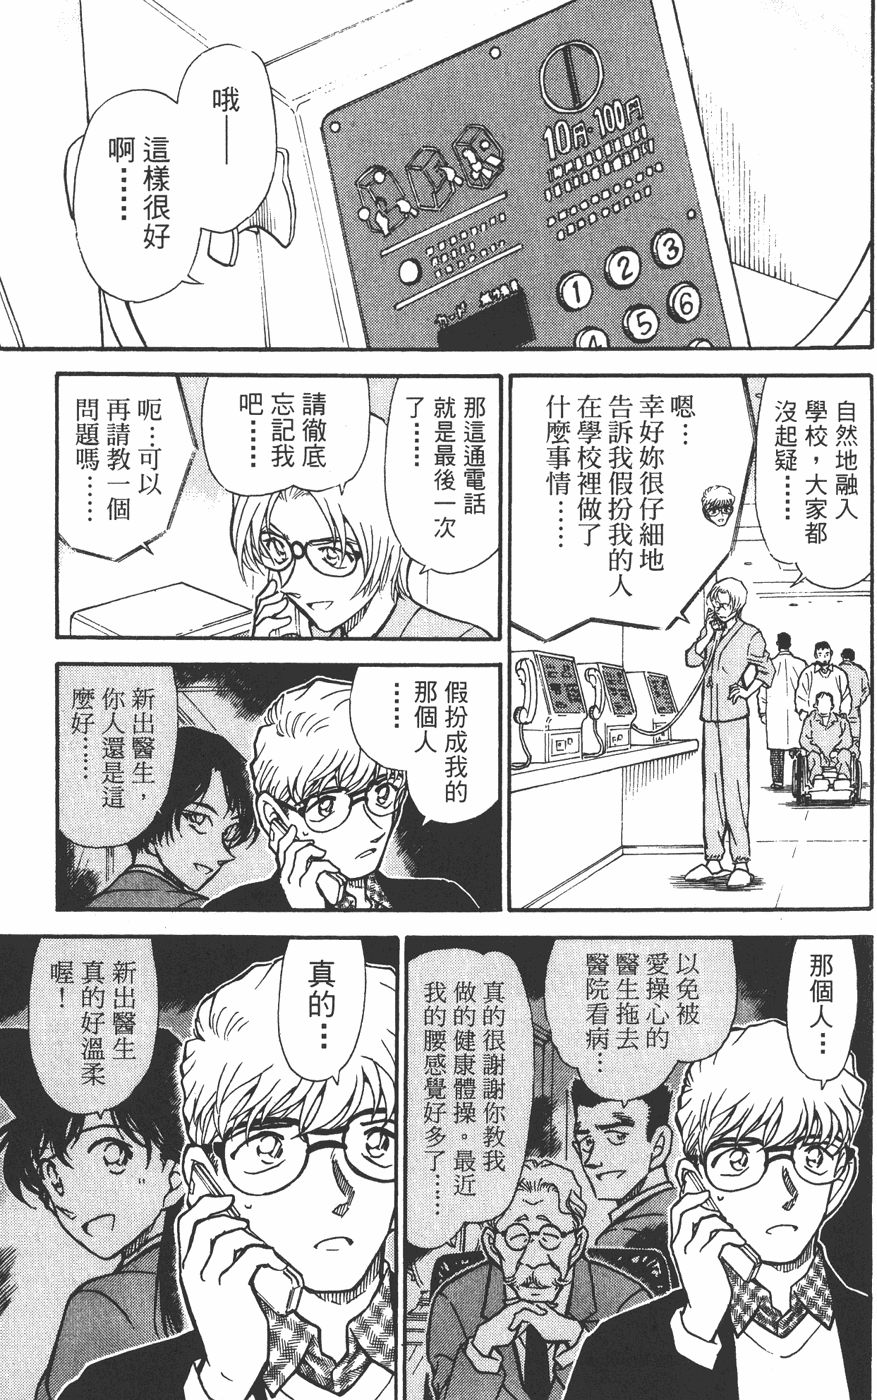 哦──
這樣很好
啊……
10円・100円
1
2
3
4
5
6
カード
自然地融入
學校，大家都
沒起疑……
嗯…
幸好妳很仔細地
告訴我假扮我的人
在學校裡做了
什麼事情……
那這通電話
就是最後一次
了……
請徹底
忘記我
吧……
呃…可以
再請教一個
問題嗎……
假扮成我的
那個人
……
新出醫生，
你人還是這
麼好……
那個人…
以免被
愛操心的
醫生拖去
醫院看病…
真的很謝謝你教我
做的健康體操。最近
我的腰感覺好多了……
真的…
新出醫生
真的好溫柔
喔！